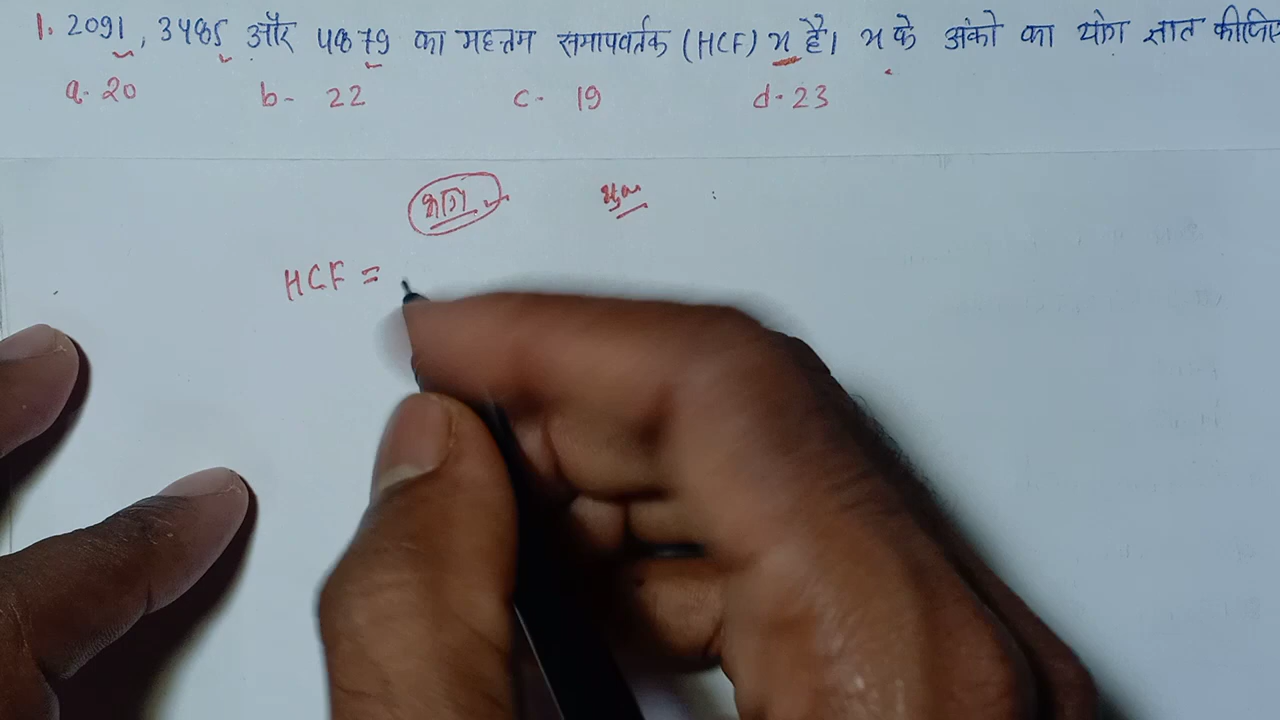 1. 2091, 3485 और 4879 का महत्तम समापवर्तक (HCF) x है। x के अंको का योग ज्ञात कीजिए
a. 20 b- 22 c- 19 d. 23
भाग
HCF =